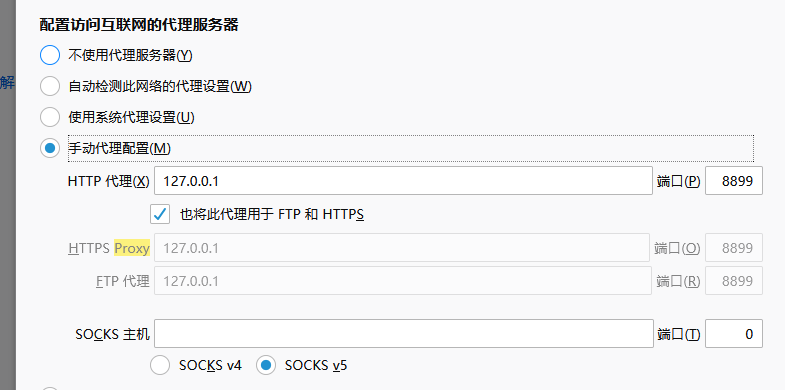 配置访问互联网的代理服务器
不使用代理服务器(Y)
解
自动检测此网络的代理设置(W)
使用系统代理设置(U)
手动代理配置(M)
HTTP 代理(X) 127.0.0.1 端口(P) 8899
也将此代理用于 FTP 和 HTTPS
HTTPS Proxy 127.0.0.1 端口(O) 8899
FTP 代理 127.0.0.1 端口(R) 8899
SOCKS 主机 端口(T) 0
SOCKS v4 SOCKS v5